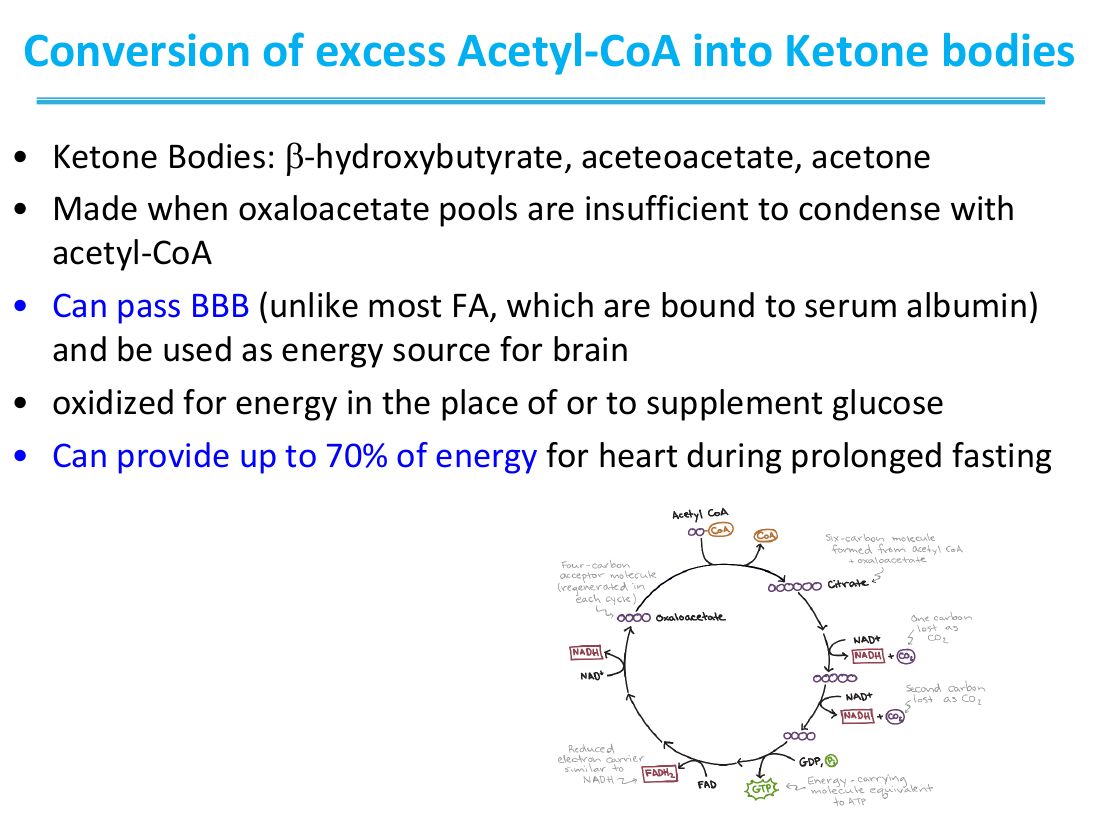 Conversion of excess Acetyl-CoA into Ketone bodies
• Ketone Bodies: β-hydroxybutyrate, aceteoacetate, acetone
• Made when oxaloacetate pools are insufficient to condense with
acetyl-CoA
• Can pass BBB (unlike most FA, which are bound to serum albumin)
and be used as energy source for brain
• oxidized for energy in the place of or to supplement glucose
• Can provide up to 70% of energy for heart during prolonged fasting
Acetyl CoA
CoA
CoA
Six-carbon molecule
formed from acetyl CoA
+ oxaloacetate
Citrate
Four-carbon
acceptor molecule
(regenerated in
each cycle)
Oxaloacetate
One carbon
lost as
CO2
NAD+
NADH + CO2
Second carbon
lost as CO2
NAD+
NADH + CO2
GDP, Pi
GTP
Energy-carrying
molecule equivalent
to ATP
FAD
FADH2
Reduced
electron carrier
similar to
NADH
NADH
NAD+